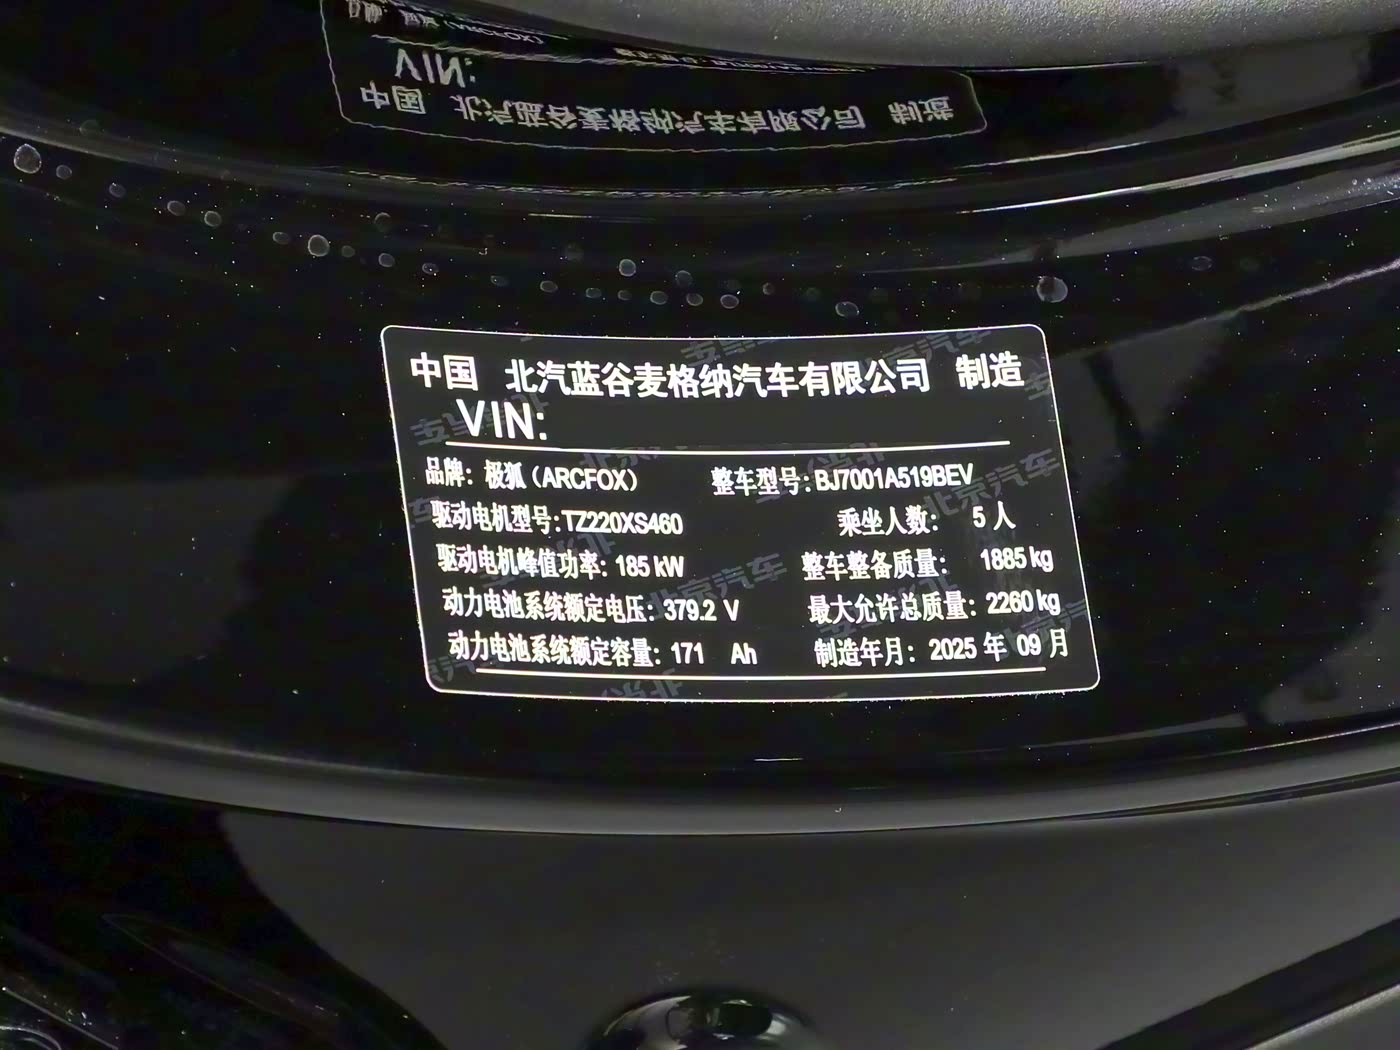 中国 北汽蓝谷麦格纳汽车有限公司 制造
VIN:
品牌: 极狐(ARCFOX) 整车型号:BJ7001A519BEV
驱动电机型号:TZ220XS460 乘坐人数: 5 人
驱动电机峰值功率: 185 kW 整车整备质量: 1885 kg
动力电池系统额定电压: 379.2 V 最大允许总质量: 2260 kg
动力电池系统额定容量: 171 Ah 制造年月: 2025 年 09 月